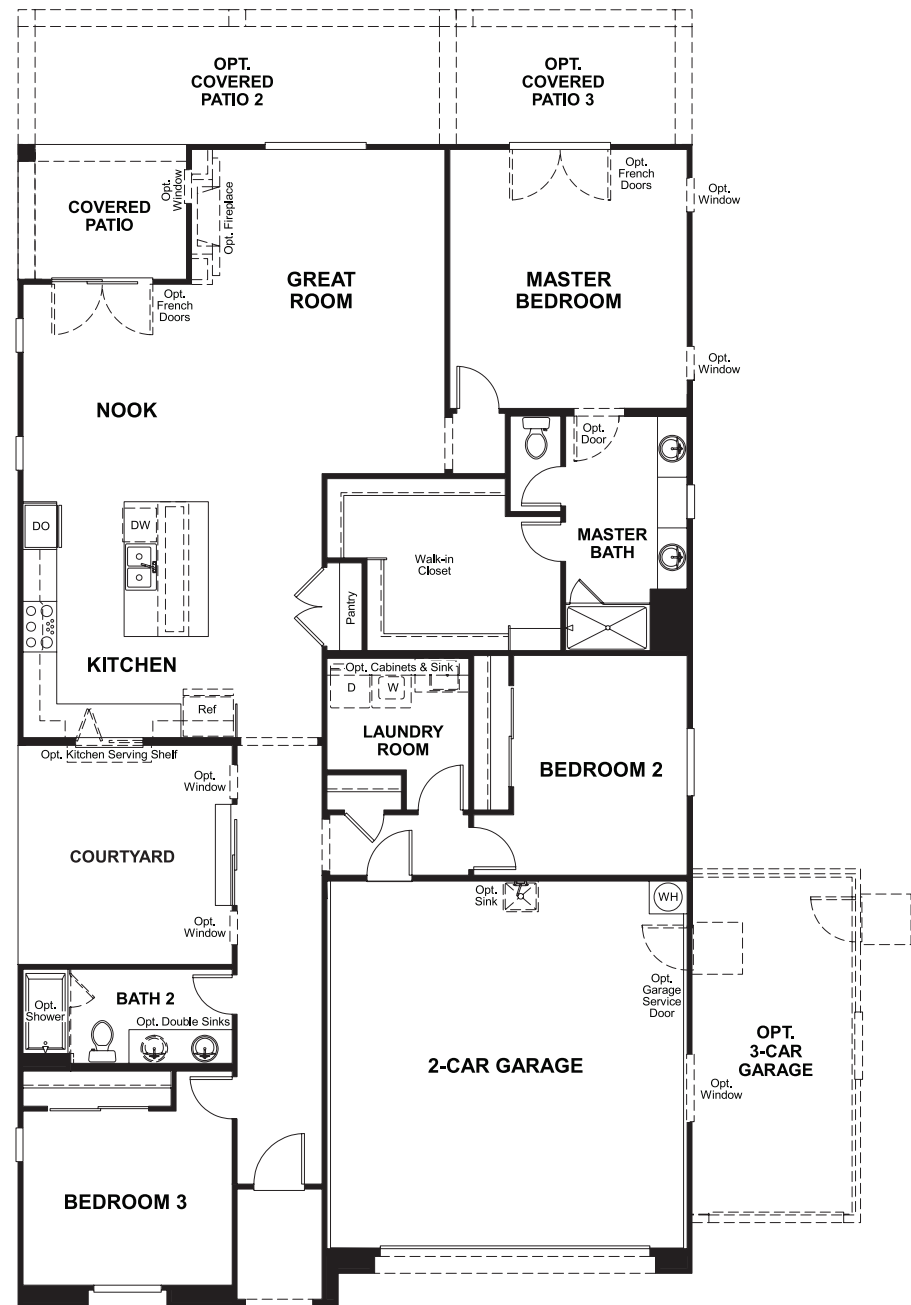 OPT.
COVERED
PATIO 2
OPT.
COVERED
PATIO 3
COVERED
PATIO
Opt.
Window
Opt. Fireplace
Opt.
French
Doors
GREAT
ROOM
Opt.
French
Doors
Opt.
Window
MASTER
BEDROOM
Opt.
Window
NOOK
Opt.
Door
DO
DW
MASTER
BATH
Walk-in
Closet
Pantry
KITCHEN
Ref
Opt. Kitchen Serving Shelf
Opt. Cabinets & Sink
D
W
LAUNDRY
ROOM
BEDROOM 2
Opt.
Window
COURTYARD
Opt.
Window
Opt.
Sink
WH
Opt.
Garage
Service
Door
BATH 2
Opt.
Shower
Opt. Double Sinks
2-CAR GARAGE
Opt.
Window
OPT.
3-CAR
GARAGE
BEDROOM 3